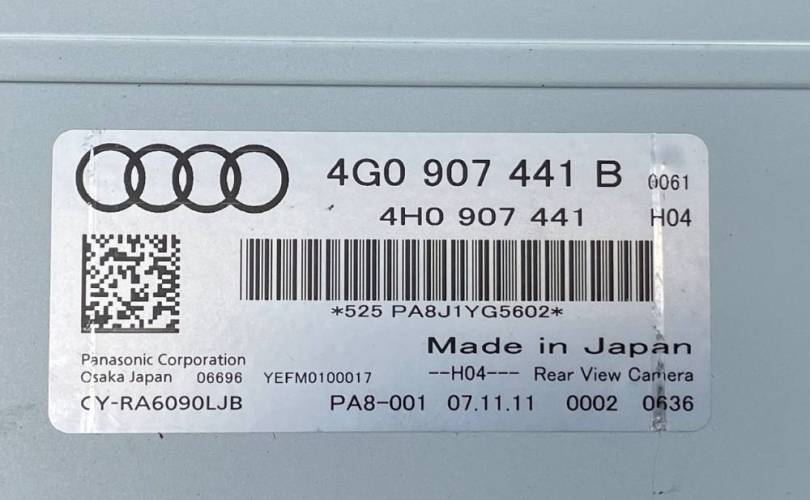 4G0 907 441 B 0061
4H0 907 441 H04
*525 PA8J1YG5602*
Made in Japan
Panasonic Corporation
Osaka Japan 06696 YEFM0100017 --H04--- Rear View Camera
CY-RA6090LJB PA8-001 07.11.11 0002 0636